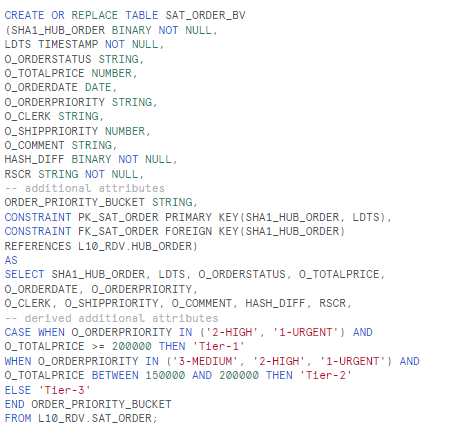 CREATE OR REPLACE TABLE SAT_ORDER_BV
(SHA1_HUB_ORDER BINARY NOT NULL,
LDTS TIMESTAMP NOT NULL,
O_ORDERSTATUS STRING,
O_TOTALPRICE NUMBER,
O_ORDERDATE DATE,
O_ORDERPRIORITY STRING,
O_CLERK STRING,
O_SHIPPRIORITY NUMBER,
O_COMMENT STRING,
HASH_DIFF BINARY NOT NULL,
RSCR STRING NOT NULL,
-- additional attributes
ORDER_PRIORITY_BUCKET STRING,
CONSTRAINT PK_SAT_ORDER PRIMARY KEY(SHA1_HUB_ORDER, LDTS),
CONSTRAINT FK_SAT_ORDER FOREIGN KEY(SHA1_HUB_ORDER)
REFERENCES L10_RDV.HUB_ORDER)
AS
SELECT SHA1_HUB_ORDER, LDTS, O_ORDERSTATUS, O_TOTALPRICE,
O_ORDERDATE, O_ORDERPRIORITY,
O_CLERK, O_SHIPPRIORITY, O_COMMENT, HASH_DIFF, RSCR,
-- derived additional attributes
CASE WHEN O_ORDERPRIORITY IN ('2-HIGH', '1-URGENT') AND
O_TOTALPRICE >= 200000 THEN 'Tier-1'
WHEN O_ORDERPRIORITY IN ('3-MEDIUM', '2-HIGH', '1-URGENT') AND
O_TOTALPRICE BETWEEN 150000 AND 200000 THEN 'Tier-2'
ELSE 'Tier-3'
END ORDER_PRIORITY_BUCKET
FROM L10_RDV.SAT_ORDER;